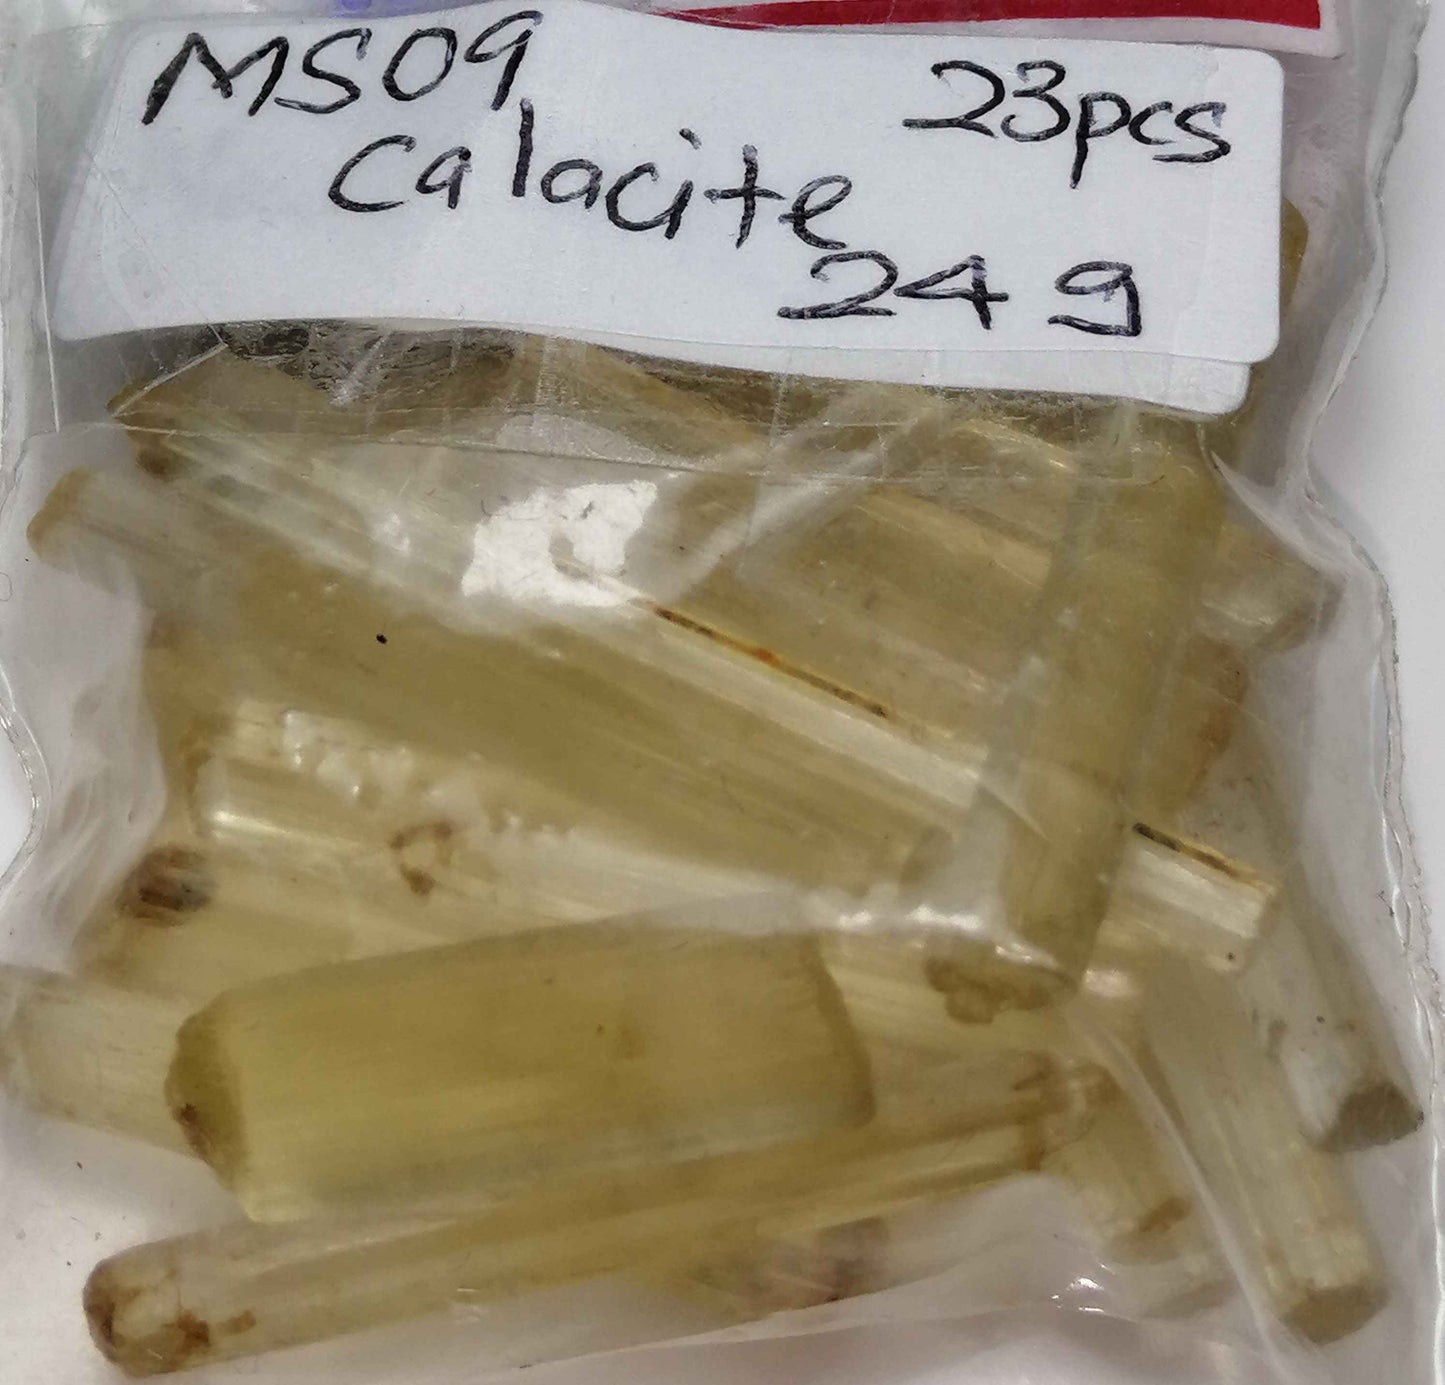 MS09 23pcs
Calacite
24 g